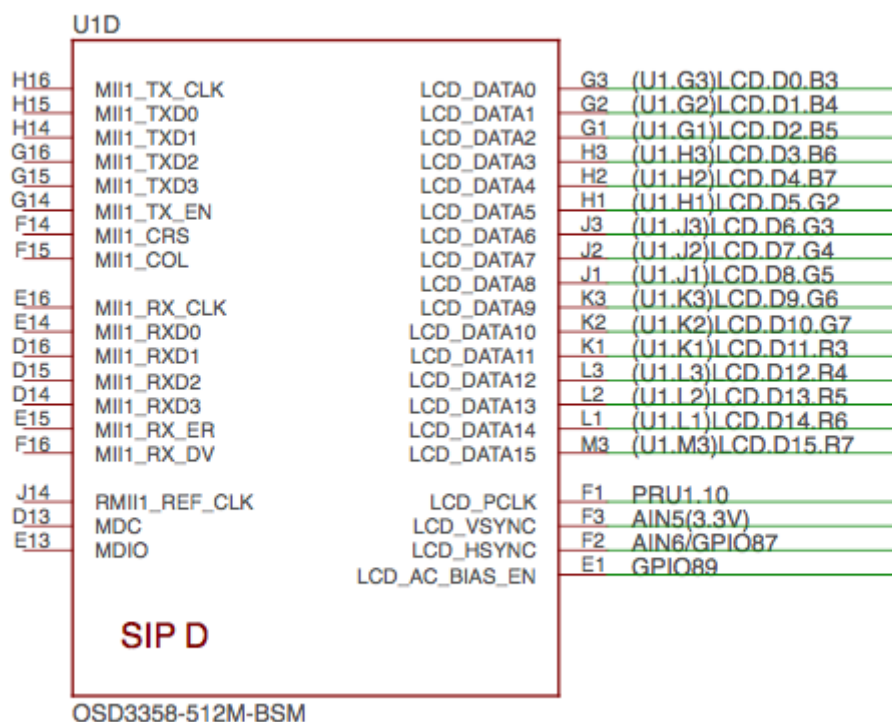 U1D
H16 MII1_TX_CLK LCD_DATA0 G3 (U1.G3)LCD.D0.B3
H15 MII1_TXD0 LCD_DATA1 G2 (U1.G2)LCD.D1.B4
H14 MII1_TXD1 LCD_DATA2 G1 (U1.G1)LCD.D2.B5
G16 MII1_TXD2 LCD_DATA3 H3 (U1.H3)LCD.D3.B6
G15 MII1_TXD3 LCD_DATA4 H2 (U1.H2)LCD.D4.B7
G14 MII1_TX_EN LCD_DATA5 H1 (U1.H1)LCD.D5.G2
F14 MII1_CRS LCD_DATA6 J3 (U1.J3)LCD.D6.G3
F15 MII1_COL LCD_DATA7 J2 (U1.J2)LCD.D7.G4
LCD_DATA8 J1 (U1.J1)LCD.D8.G5
E16 MII1_RX_CLK LCD_DATA9 K3 (U1.K3)LCD.D9.G6
E14 MII1_RXD0 LCD_DATA10 K2 (U1.K2)LCD.D10.G7
D16 MII1_RXD1 LCD_DATA11 K1 (U1.K1)LCD.D11.R3
D15 MII1_RXD2 LCD_DATA12 L3 (U1.L3)LCD.D12.R4
D14 MII1_RXD3 LCD_DATA13 L2 (U1.L2)LCD.D13.R5
E15 MII1_RX_ER LCD_DATA14 L1 (U1.L1)LCD.D14.R6
F16 MII1_RX_DV LCD_DATA15 M3 (U1.M3)LCD.D15.R7
J14 RMII1_REF_CLK LCD_PCLK F1 PRU1.10
D13 MDC LCD_VSYNC F3 AIN5(3.3V)
E13 MDIO LCD_HSYNC F2 AIN6/GPIO87
LCD_AC_BIAS_EN E1 GPIO89
SIP D
OSD3358-512M-BSM